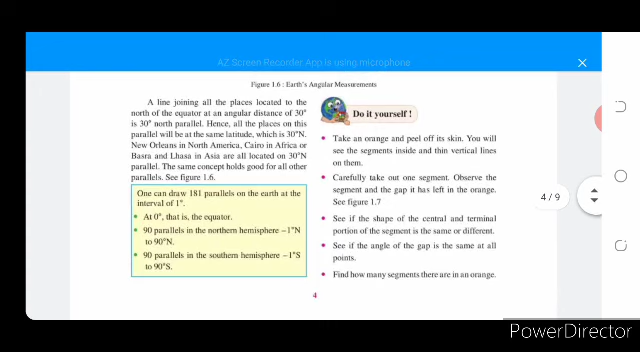 AZ Screen Recorder App is using microphone
Figure 1.6 : Earth's Angular Measurements
A line joining all the places located to the
north of the equator at an angular distance of 30°
is 30° north parallel. Hence, all the places on this
parallel will be at the same latitude, which is 30°N.
New Orleans in North America, Cairo in Africa or
Basra and Lhasa in Asia are all located on 30°N
parallel. The same concept holds good for all other
parallels. See figure 1.6.
One can draw 181 parallels on the earth at the
interval of 1°.
• At 0°, that is, the equator.
• 90 parallels in the northern hemisphere – 1°N
to 90°N.
• 90 parallels in the southern hemisphere – 1°S
to 90°S.
Do it yourself !
• Take an orange and peel off its skin. You will
see the segments inside and thin vertical lines
on them.
• Carefully take out one segment. Observe the
segment and the gap it has left in the orange.
See figure 1.7
• See if the shape of the central and terminal
portion of the segment is the same or different.
• See if the angle of the gap is the same at all
points.
• Find how many segments there are in an orange.
4
4 / 9
PowerDirector